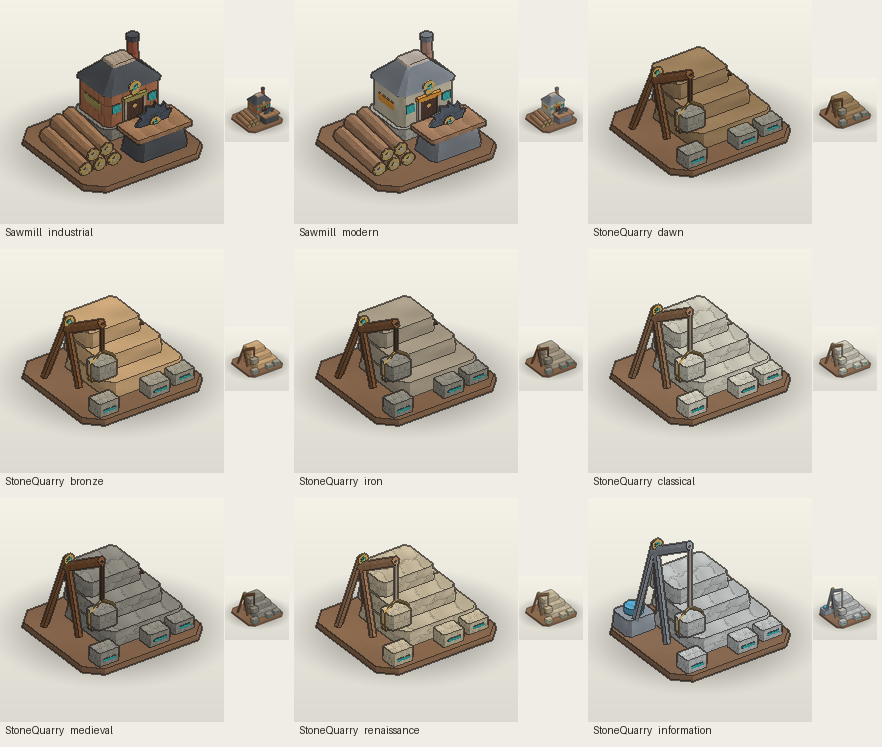 Sawmill industrial
Sawmill modern
StoneQuarry dawn
StoneQuarry bronze
StoneQuarry iron
StoneQuarry classical
StoneQuarry medieval
StoneQuarry renaissance
StoneQuarry information